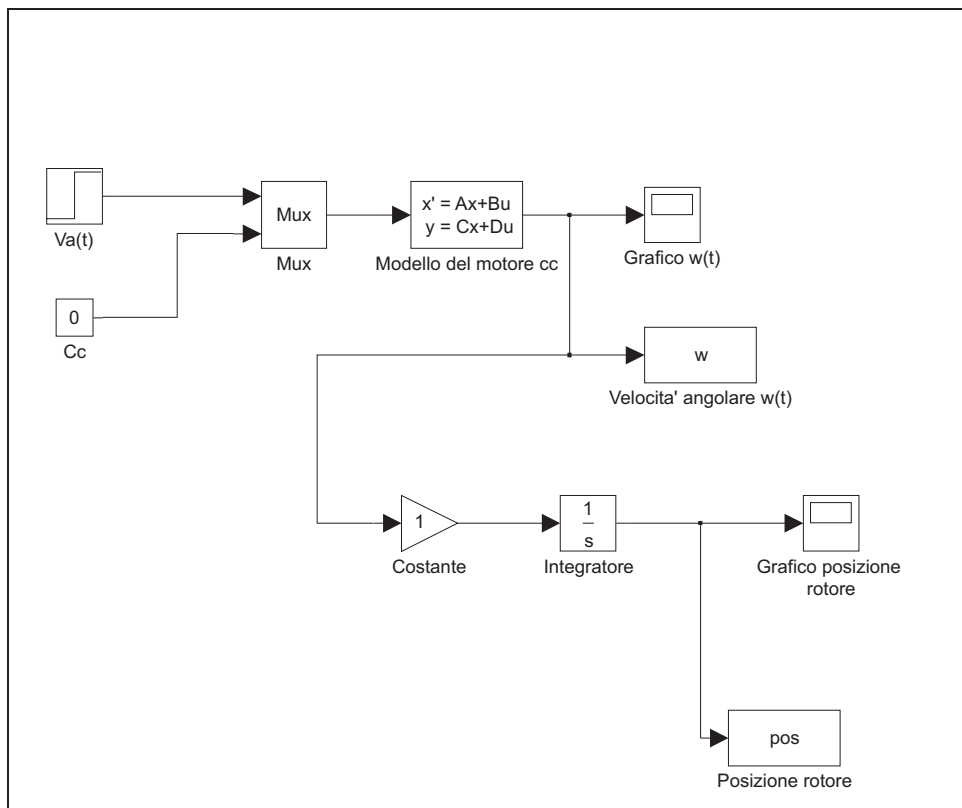 Va(t)
0
Cc
Mux
Mux
x' = Ax+Bu
y = Cx+Du
Modello del motore cc
Grafico w(t)
w
Velocita' angolare w(t)
1
Costante
1
s
Integratore
Grafico posizione
rotore
pos
Posizione rotore